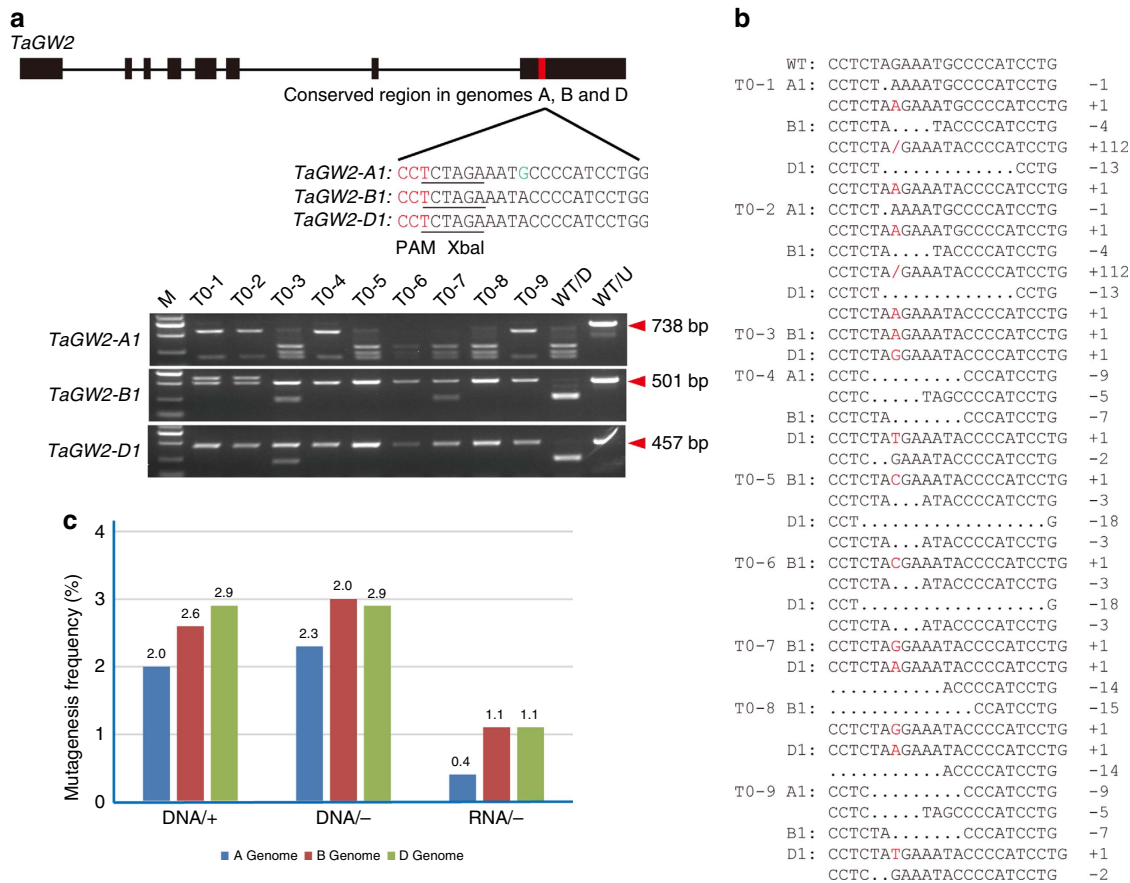 a
TaGW2
Conserved region in genomes A, B and D
TaGW2-A1: CCTCTAGAAATGCCCCATCCTGG
TaGW2-B1: CCTCTAGAAATACCCCATCCTGG
TaGW2-D1: CCTCTAGAAATACCCCATCCTGG
PAM XbaI
M T0-1 T0-2 T0-3 T0-4 T0-5 T0-6 T0-7 T0-8 T0-9 WT/D WT/U
TaGW2-A1 738 bp
TaGW2-B1 501 bp
TaGW2-D1 457 bp
b
WT: CCTCTAGAAATGCCCCATCCTG
T0-1 A1: CCTCT.AAAATGCCCCATCCTG -1
CCTCTAAGAAATGCCCCATCCTG +1
B1: CCTCTA....TACCCCATCCTG -4
CCTCTA/GAAATACCCCATCCTG +112
D1: CCTCT.............CCTG -13
CCTCTAAGAAATACCCCATCCTG +1
T0-2 A1: CCTCT.AAAATGCCCCATCCTG -1
CCTCTAAGAAATGCCCCATCCTG +1
B1: CCTCTA....TACCCCATCCTG -4
CCTCTA/GAAATACCCCATCCTG +112
D1: CCTCT.............CCTG -13
CCTCTAAGAAATACCCCATCCTG +1
T0-3 B1: CCTCTAAGAAATACCCCATCCTG +1
D1: CCTCTAGGAAATACCCCATCCTG +1
T0-4 A1: CCTC.........CCCATCCTG -9
CCTC.....TAGCCCCATCCTG -5
B1: CCTCTA.......CCCATCCTG -7
D1: CCTCTATGAAATACCCCATCCTG +1
CCTC..GAAATACCCCATCCTG -2
T0-5 B1: CCTCTACGAAATACCCCATCCTG +1
CCTCTA...ATACCCCATCCTG -3
D1: CCT..................G -18
CCTCTA...ATACCCCATCCTG -3
T0-6 B1: CCTCTACGAAATACCCCATCCTG +1
CCTCTA...ATACCCCATCCTG -3
D1: CCT..................G -18
CCTCTA...ATACCCCATCCTG -3
T0-7 B1: CCTCTAGGAAATACCCCATCCTG +1
D1: CCTCTAAGAAATACCCCATCCTG +1
...........ACCCCATCCTG -14
T0-8 B1: ..............CCATCCTG -15
CCTCTAGGAAATACCCCATCCTG +1
D1: CCTCTAAGAAATACCCCATCCTG +1
...........ACCCCATCCTG -14
T0-9 A1: CCTC.........CCCATCCTG -9
CCTC.....TAGCCCCATCCTG -5
B1: CCTCTA.......CCCATCCTG -7
D1: CCTCTATGAAATACCCCATCCTG +1
CCTC..GAAATACCCCATCCTG -2
c
Mutagenesis frequency (%)
4
3
2
1
0
2.0 2.6 2.9
2.3 2.0 2.9
0.4 1.1 1.1
DNA/+ DNA/– RNA/–
A Genome B Genome D Genome